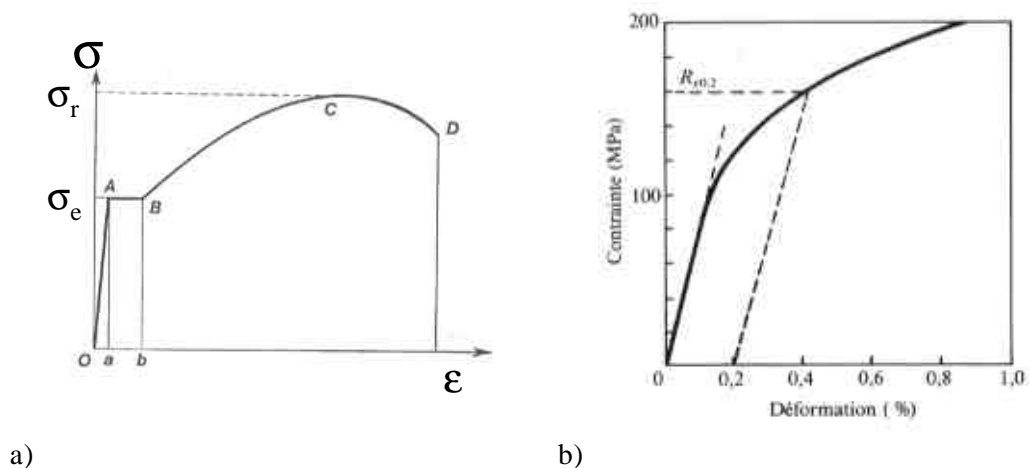 σ
σr
C
D
A
σe
B
O
a
b
ε
a)
200
Re0.2
Contrainte (MPa)
100
0
0,2
0,4
0,6
0,8
1,0
Déformation ( %)
b)